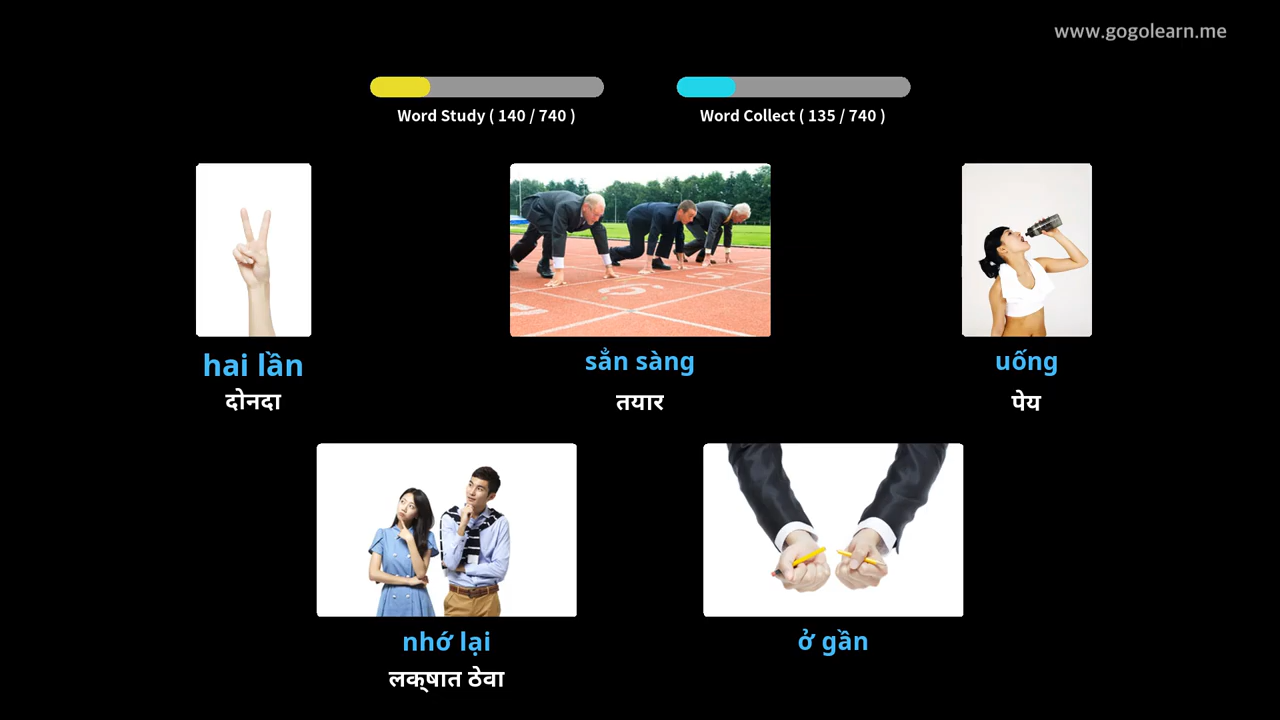 www.gogolearn.me
Word Study ( 140 / 740 )
Word Collect ( 135 / 740 )
hai lần
दोनदा
sẳn sàng
तयार
uống
पेय
nhớ lại
लक्षात ठेवा
ở gần